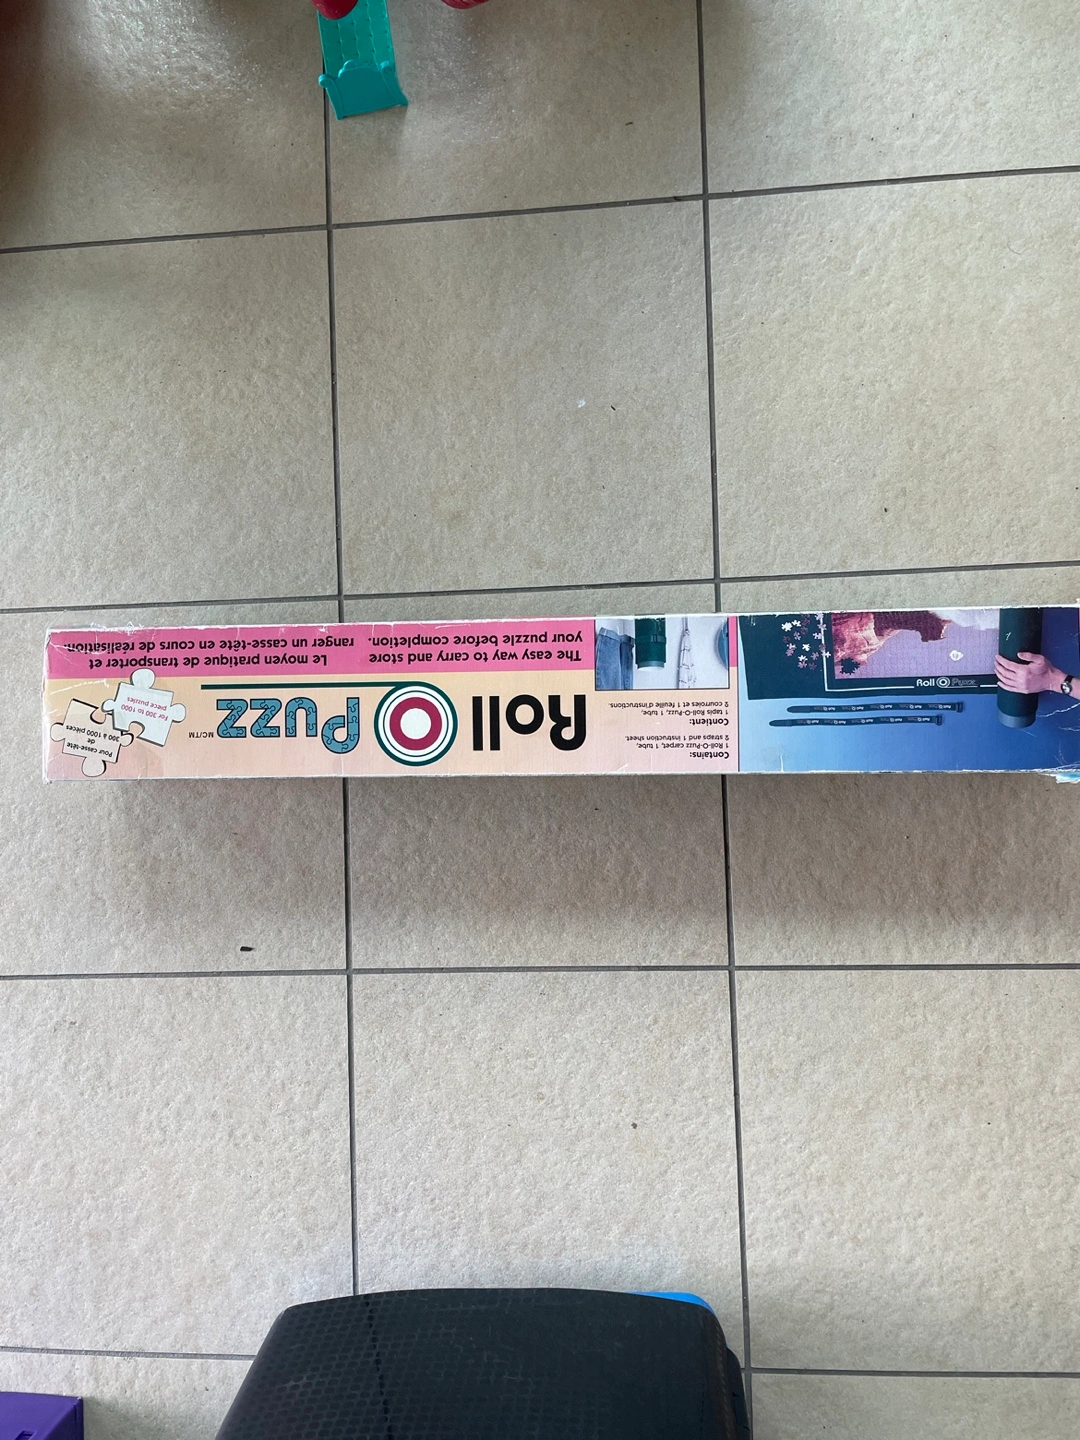 Roll O Puzz MC/TM
The easy way to carry and store
your puzzle before completion.
Le moyen pratique de transporter et
ranger un casse-tête en cours de réalisation.
Contains:
1 Roll-O-Puzz carpet, 1 tube,
2 straps and 1 instruction sheet.
Contient:
1 tapis Roll-O-Puzz, 1 tube,
2 courroies et 1 feuille d'instructions.
Pour casse-tête
de
300 à 1000 pièces
For 300 to 1000
piece puzzles
Roll O Puzz